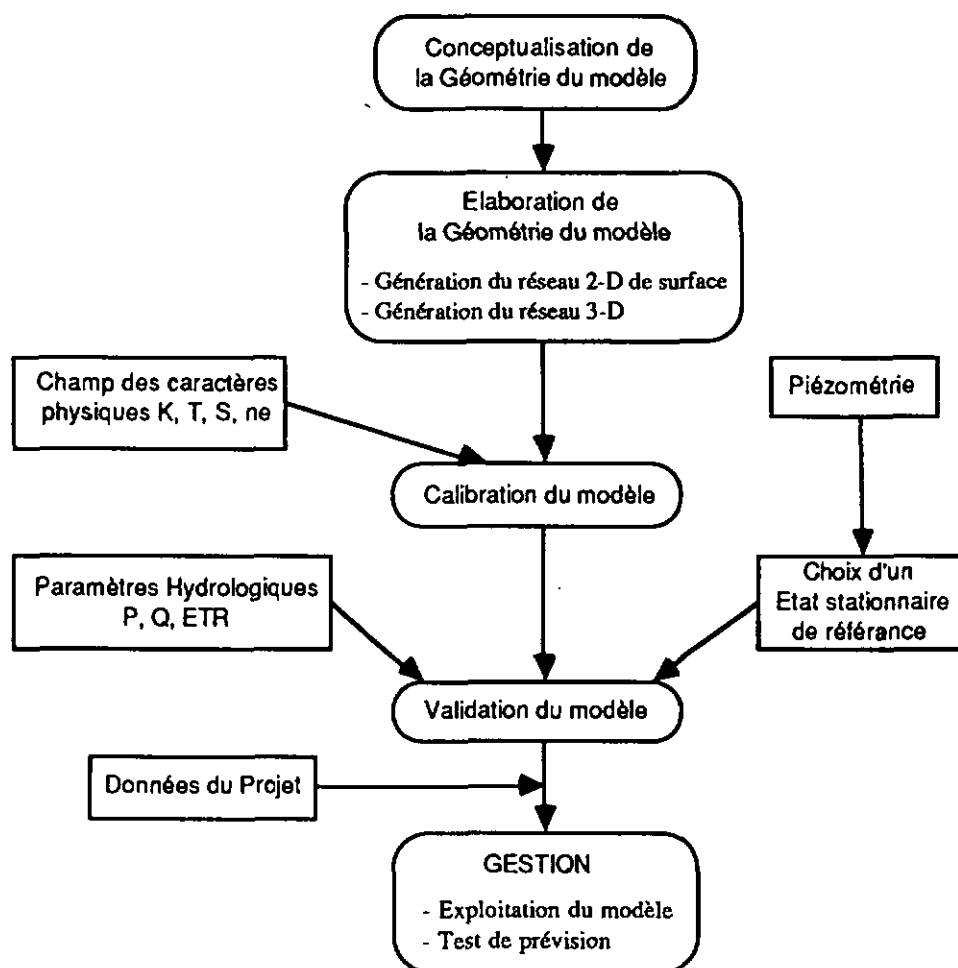 Conceptualisation de
la Géométrie du modèle
Elaboration de
la Géométrie du modèle
- Génération du réseau 2-D de surface
- Génération du réseau 3-D
Champ des caractères
physiques K, T, S, ne
Piézométrie
Calibration du modèle
Paramètres Hydrologiques
P, Q, ETR
Choix d'un
Etat stationnaire
de référance
Validation du modèle
Données du Projet
GESTION
- Exploitation du modèle
- Test de prévision